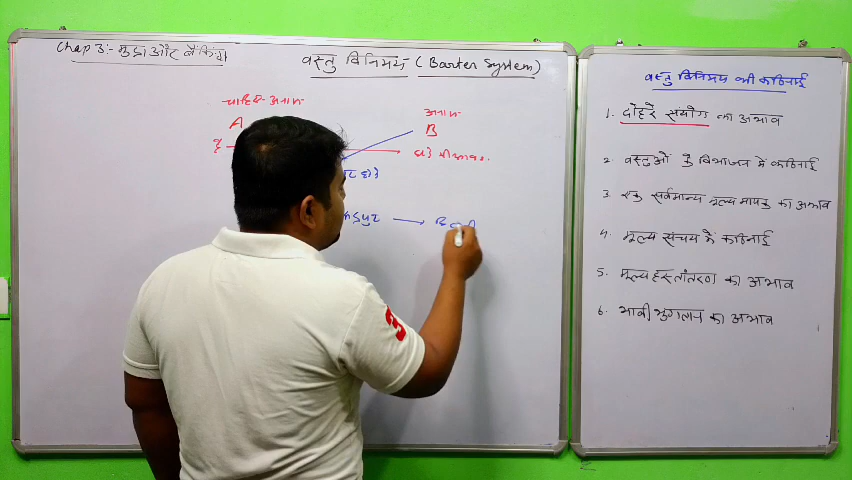 Chap 3:- मुद्रा और बैंकिंग
वस्तु विनिमय (Barter System)
चाहिए अनाज
अनाज
A
B
वस्तु विनिमय की कठिनाई
1. दोहरे संयोग का अभाव
2. वस्तुओं के विभाजन में कठिनाई
3. एक सर्वमान्य मूल्य मापक का अभाव
4. मूल्य संचय में कठिनाई
5. मूल्य हस्तांतरण का अभाव
6. भावी भुगतान का अभाव
3